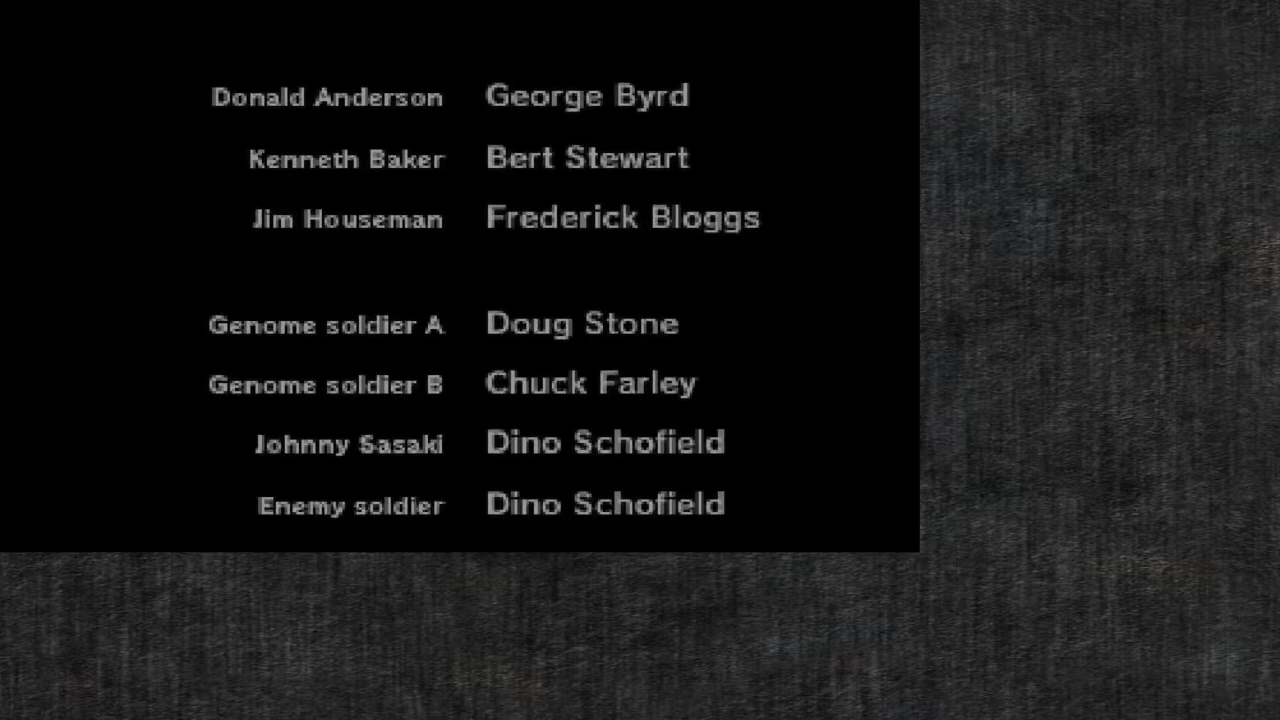 Donald Anderson George Byrd
Kenneth Baker Bert Stewart
Jim Houseman Frederick Bloggs
Genome soldier A Doug Stone
Genome soldier B Chuck Farley
Johnny Sasaki Dino Schofield
Enemy soldier Dino Schofield